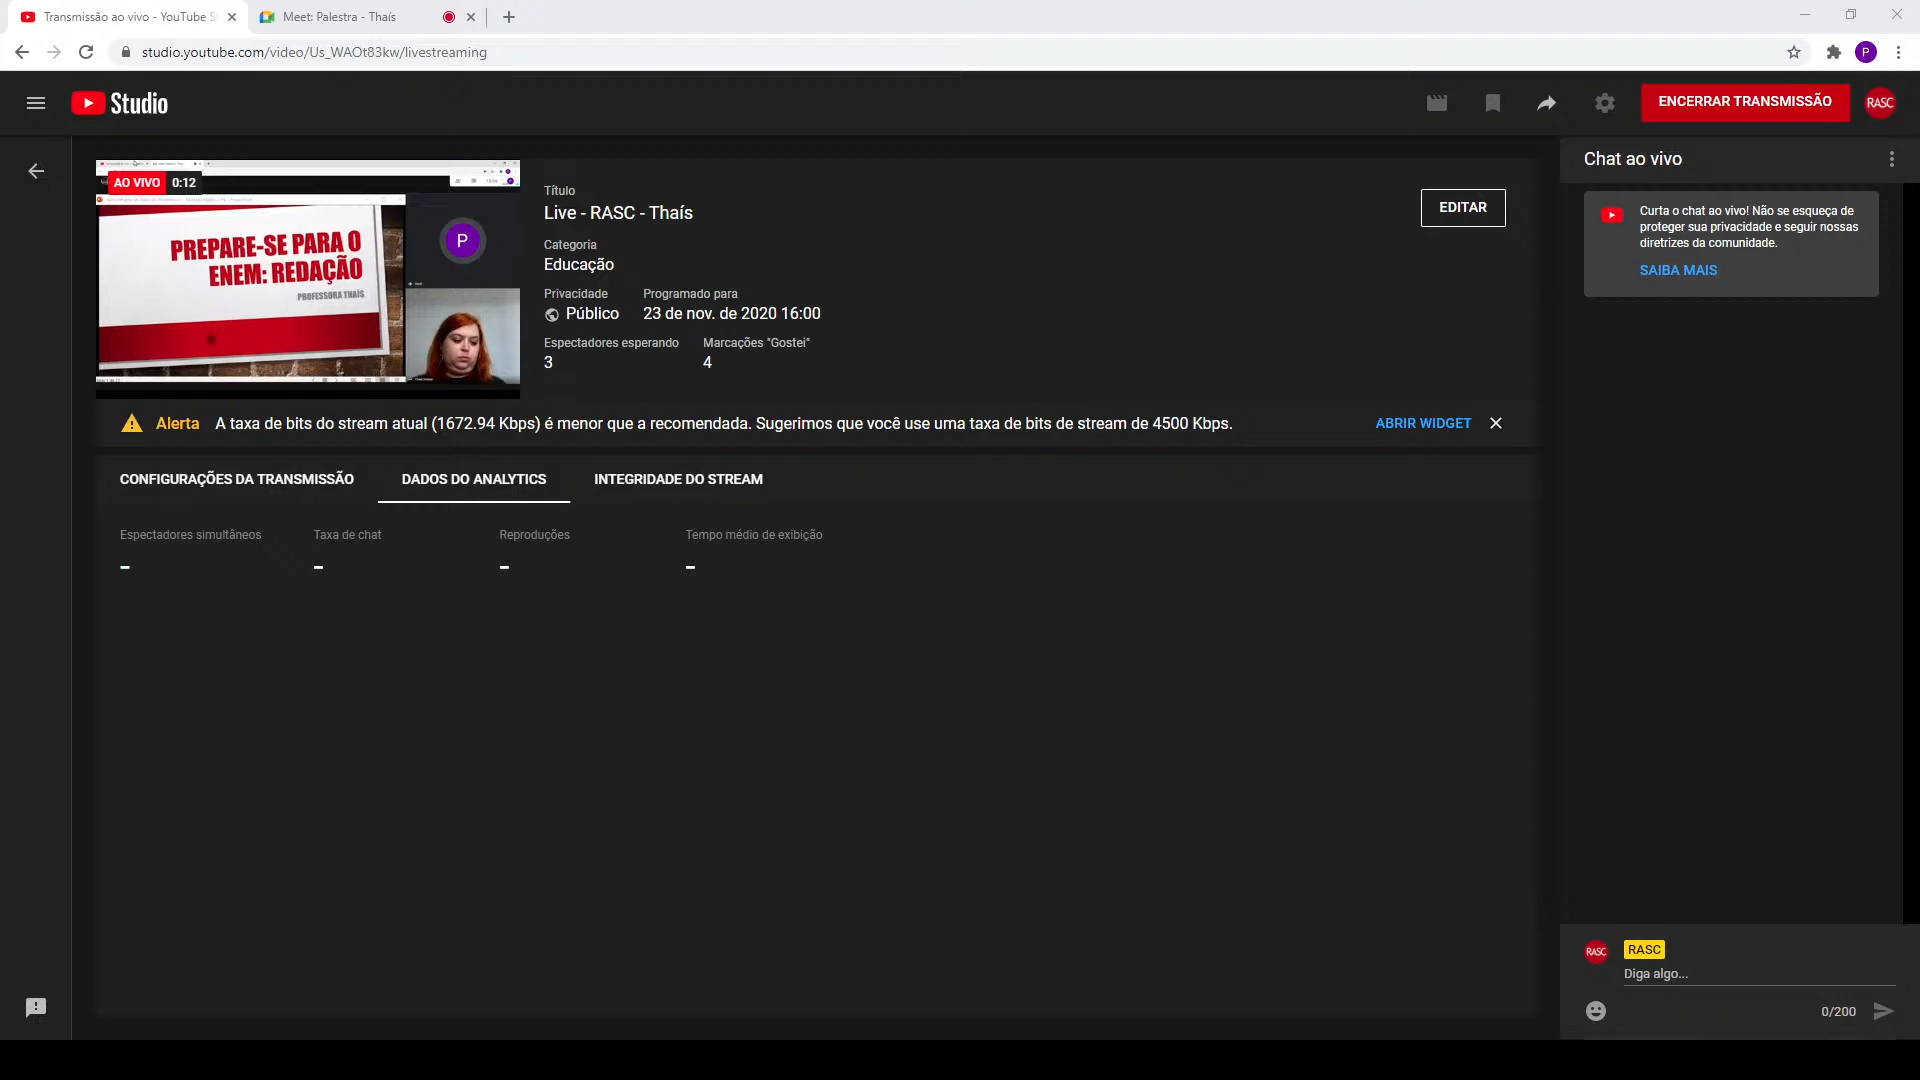 Transmissão ao vivo - YouTube S
Meet: Palestra - Thaís
studio.youtube.com/video/Us_WAOt83kw/livestreaming
P
Studio
ENCERRAR TRANSMISSÃO
RASC
AO VIVO 0:12
PREPARE-SE PARA O
ENEM: REDAÇÃO
PROFESSORA THAÍS
P
Título
Live - RASC - Thaís
EDITAR
Categoria
Educação
Privacidade Programado para
Público 23 de nov. de 2020 16:00
Espectadores esperando Marcações "Gostei"
3 4
Alerta A taxa de bits do stream atual (1672.94 Kbps) é menor que a recomendada. Sugerimos que você use uma taxa de bits de stream de 4500 Kbps.
ABRIR WIDGET
CONFIGURAÇÕES DA TRANSMISSÃO DADOS DO ANALYTICS INTEGRIDADE DO STREAM
Espectadores simultâneos Taxa de chat Reproduções Tempo médio de exibição
– – – –
Chat ao vivo
Curta o chat ao vivo! Não se esqueça de
proteger sua privacidade e seguir nossas
diretrizes da comunidade.
SAIBA MAIS
RASC
RASC
Diga algo...
0/200